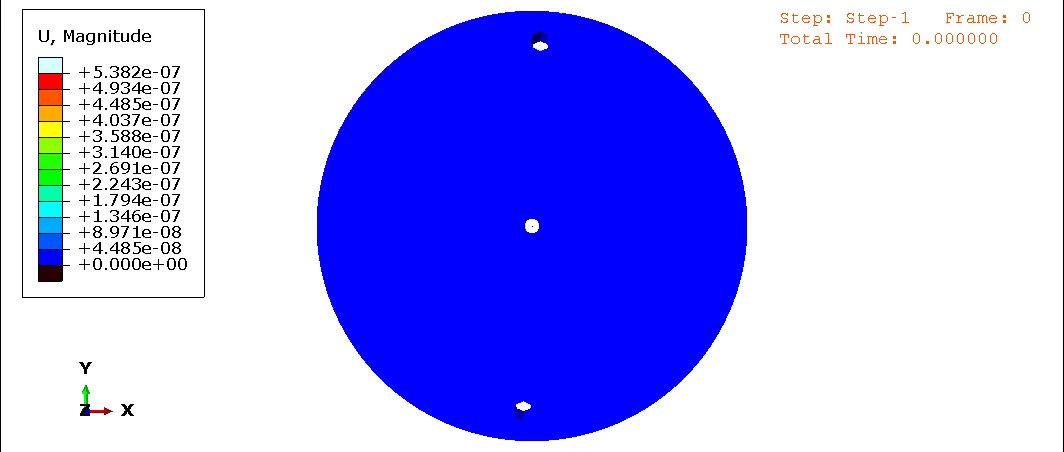 U, Magnitude
+5.382e-07
+4.934e-07
+4.485e-07
+4.037e-07
+3.588e-07
+3.140e-07
+2.691e-07
+2.243e-07
+1.794e-07
+1.346e-07
+8.971e-08
+4.485e-08
+0.000e+00
Step: Step-1 Frame: 0
Total Time: 0.000000
Y
Z X